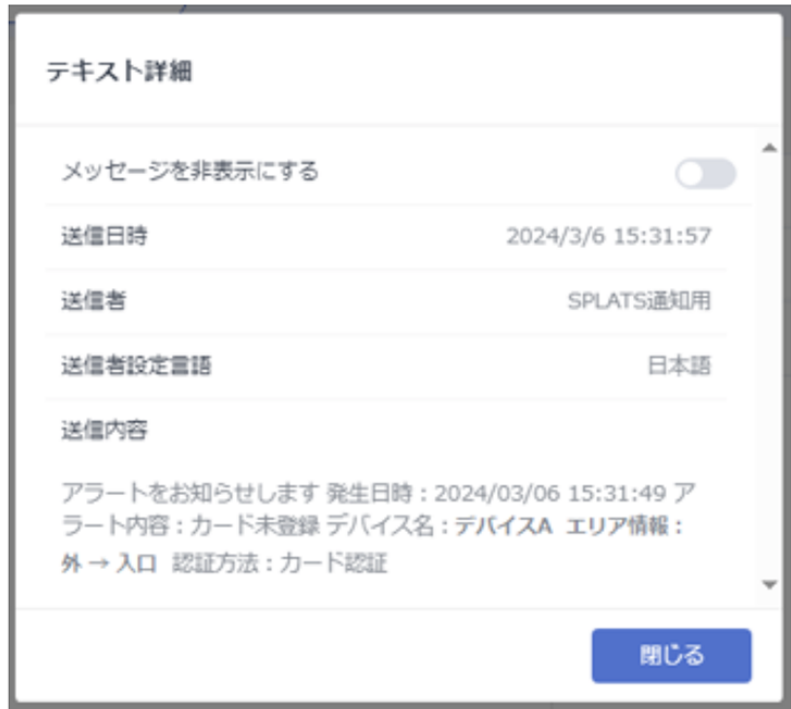 テキスト詳細
メッセージを非表示にする
送信日時 2024/3/6 15:31:57
送信者 SPLATS通知用
送信者設定言語 日本語
送信内容
アラートをお知らせします 発生日時：2024/03/06 15:31:49 ア
ラート内容：カード未登録 デバイス名：デバイスA エリア情報：
外 → 入口 認証方法：カード認証
閉じる